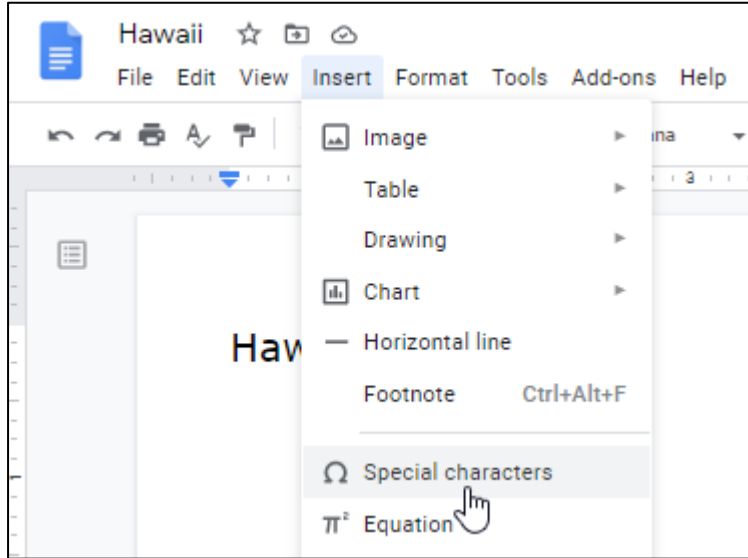 Hawaii
File Edit View Insert Format Tools Add-ons Help
Image
Table
3
Drawing
Chart
Horizontal line
Footnote Ctrl+Alt+F
Special characters
Equation